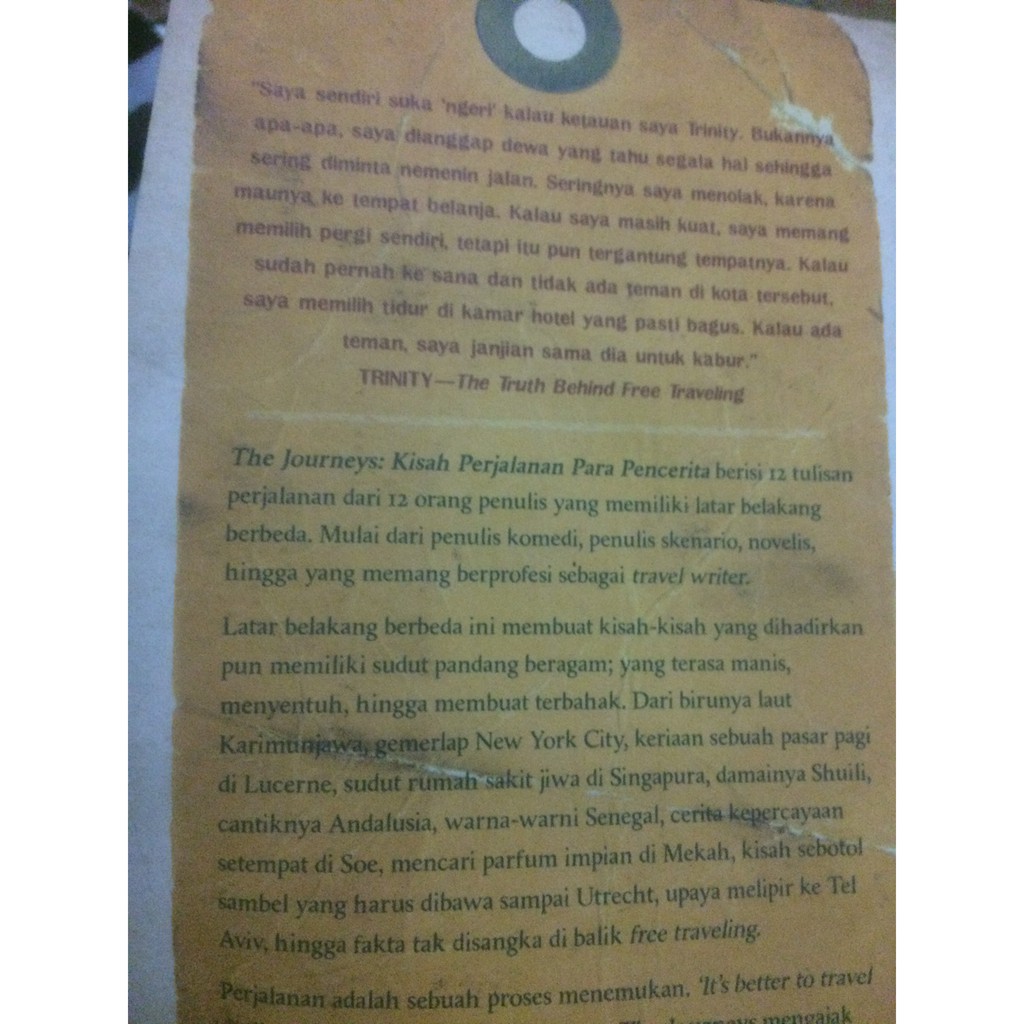 "Saya sendiri suka 'ngeri' kalau ketauan saya Trinity. Bukannya
apa-apa, saya dianggap dewa yang tahu segala hal sehingga
sering diminta nemenin jalan. Seringnya saya menolak, karena
maunya ke tempat belanja. Kalau saya masih kuat, saya memang
memilih pergi sendiri, tetapi itu pun tergantung tempatnya. Kalau
sudah pernah ke sana dan tidak ada teman di kota tersebut,
saya memilih tidur di kamar hotel yang pasti bagus. Kalau ada
teman, saya janjian sama dia untuk kabur."
TRINITY—The Truth Behind Free Traveling
The Journeys: Kisah Perjalanan Para Pencerita berisi 12 tulisan
perjalanan dari 12 orang penulis yang memiliki latar belakang
berbeda. Mulai dari penulis komedi, penulis skenario, novelis,
hingga yang memang berprofesi sebagai travel writer.
Latar belakang berbeda ini membuat kisah-kisah yang dihadirkan
pun memiliki sudut pandang beragam; yang terasa manis,
menyentuh, hingga membuat terbahak. Dari birunya laut
Karimunjawa, gemerlap New York City, keriaan sebuah pasar pagi
di Lucerne, sudut rumah sakit jiwa di Singapura, damainya Shuili,
cantiknya Andalusia, warna-warni Senegal, cerita kepercayaan
setempat di Soe, mencari parfum impian di Mekah, kisah sebotol
sambel yang harus dibawa sampai Utrecht, upaya melipir ke Tel
Aviv, hingga fakta tak disangka di balik free traveling.
Perjalanan adalah sebuah proses menemukan. 'It's better to travel
Journeys mengajak